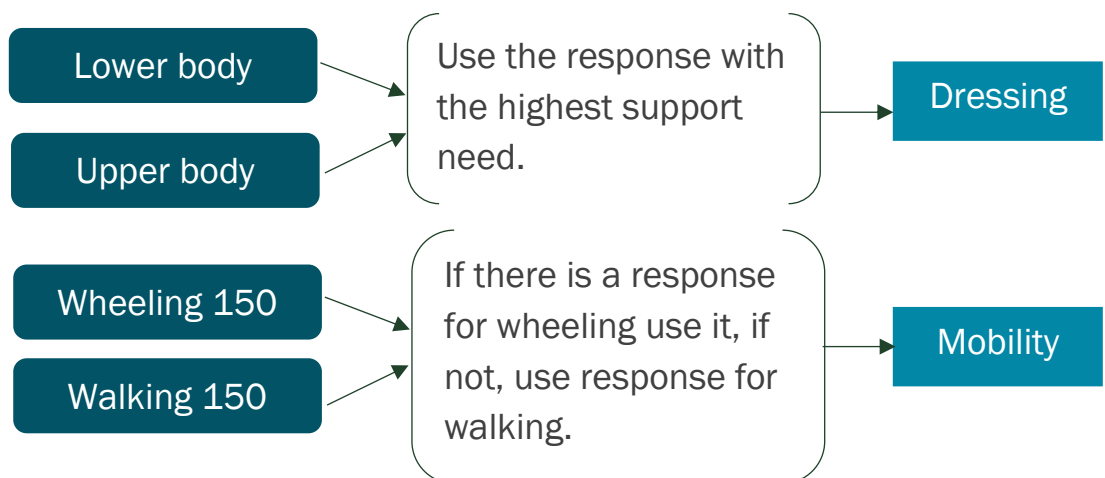 Lower body
Upper body
Use the response with
the highest support
need.
Dressing
Wheeling 150
Walking 150
If there is a response
for wheeling use it, if
not, use response for
walking.
Mobility